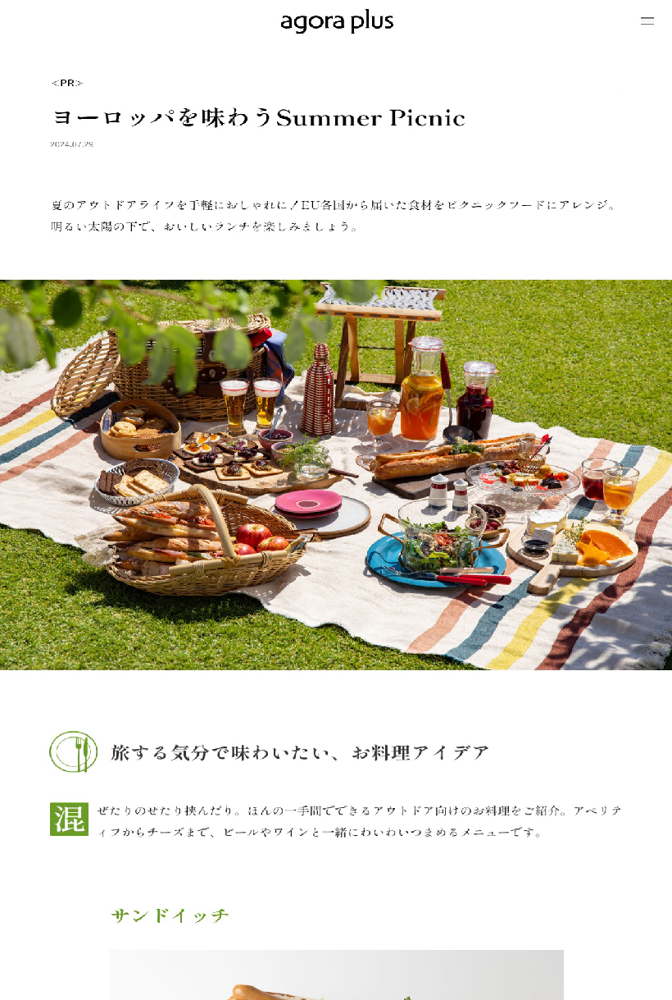 agora plus
＜PR＞
ヨーロッパを味わうSummer Picnic
2024.07.29
夏のアウトドアライフを手軽におしゃれに！EU各国から届いた食材をピクニックフードにアレンジ。
明るい太陽の下で、おいしいランチを楽しみましょう。
旅する気分で味わいたい、お料理アイデア
混ぜたりのせたり挟んだり。ほんの一手間でできるアウトドア向けのお料理をご紹介。アペリテ
ィフからチーズまで、ビールやワインと一緒にわいわいつまめるメニューです。
サンドイッチ